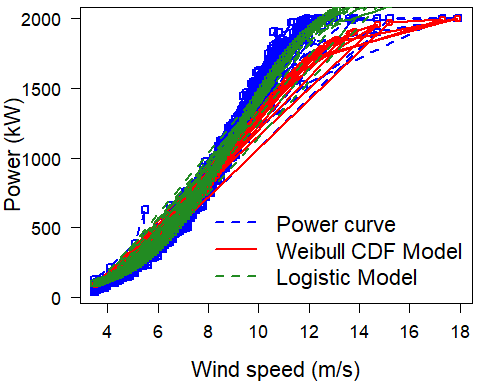 2000
1500
1000
500
0
Power (kW)
Power curve
Weibull CDF Model
Logistic Model
4 6 8 10 12 14 16 18
Wind speed (m/s)